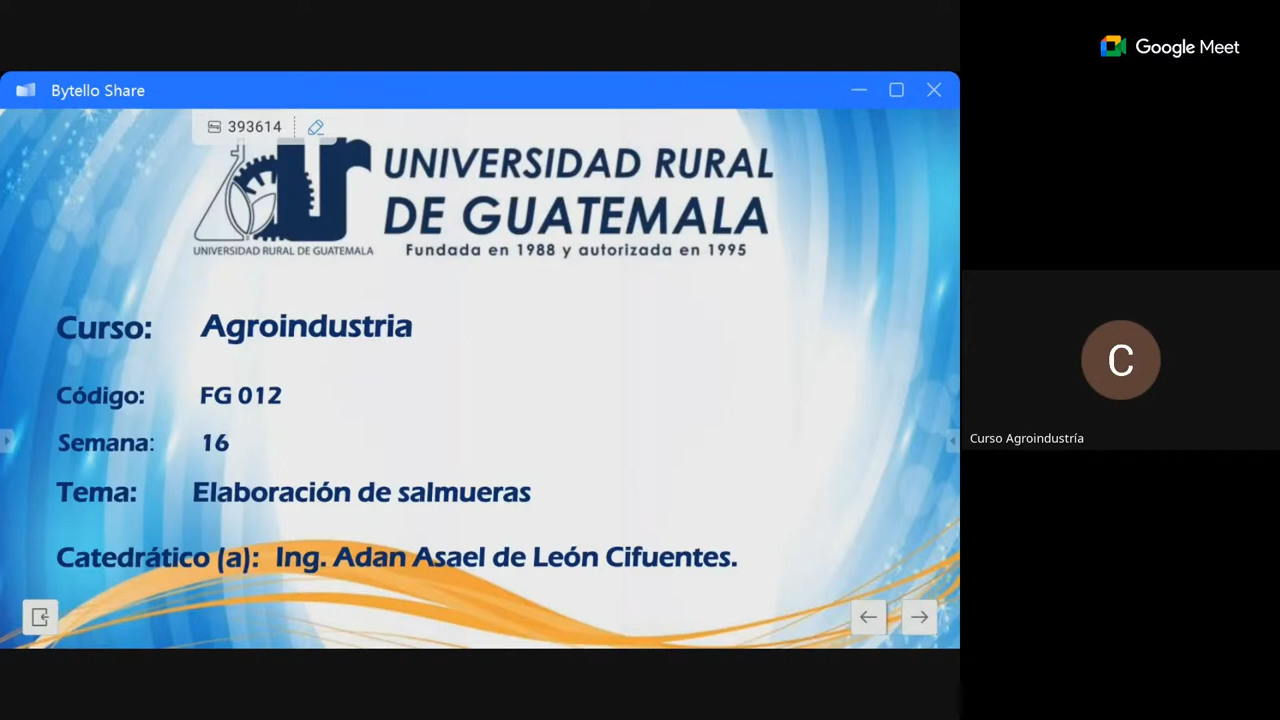 Google Meet
Bytello Share
393614
UNIVERSIDAD RURAL
DE GUATEMALA
Fundada en 1988 y autorizada en 1995
UNIVERSIDAD RURAL DE GUATEMALA
Curso: Agroindustria
Código: FG 012
Semana: 16
Tema: Elaboración de salmueras
Catedrático (a): Ing. Adan Asael de León Cifuentes.
C
Curso Agroindustría